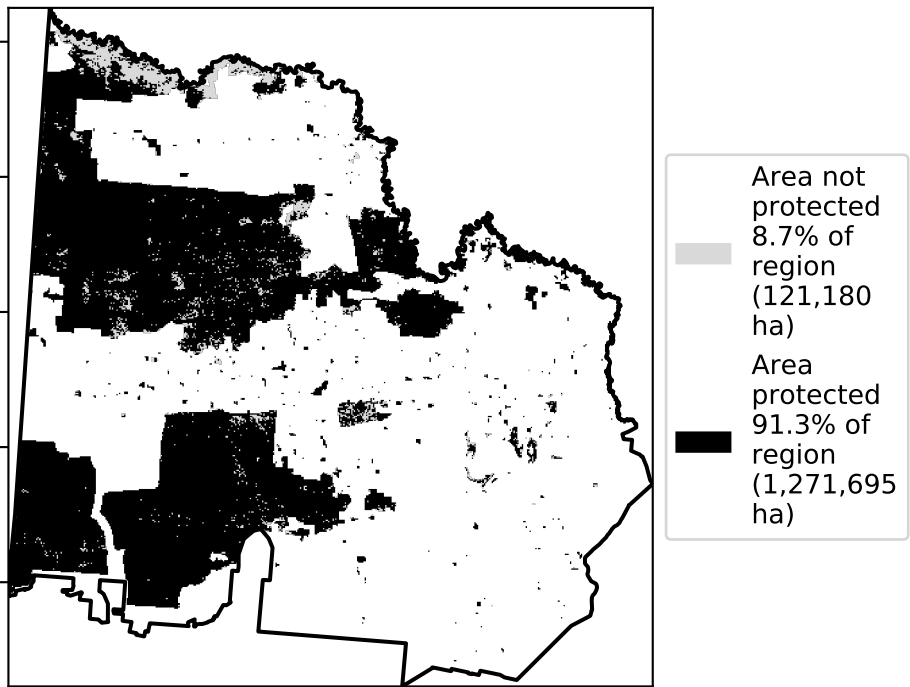 Area not
protected
8.7% of
region
(121,180
ha)
Area
protected
91.3% of
region
(1,271,695
ha)